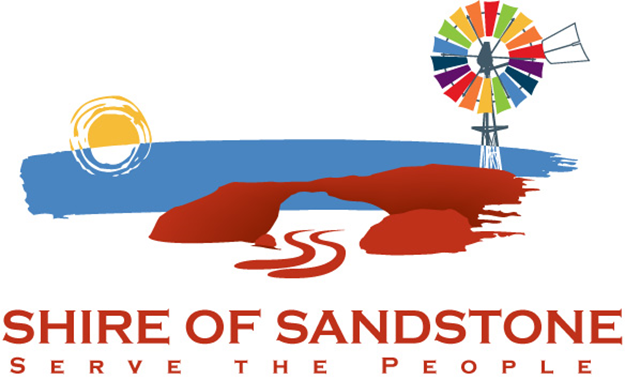 SHIRE OF SANDSTONE
SERVE THE PEOPLE